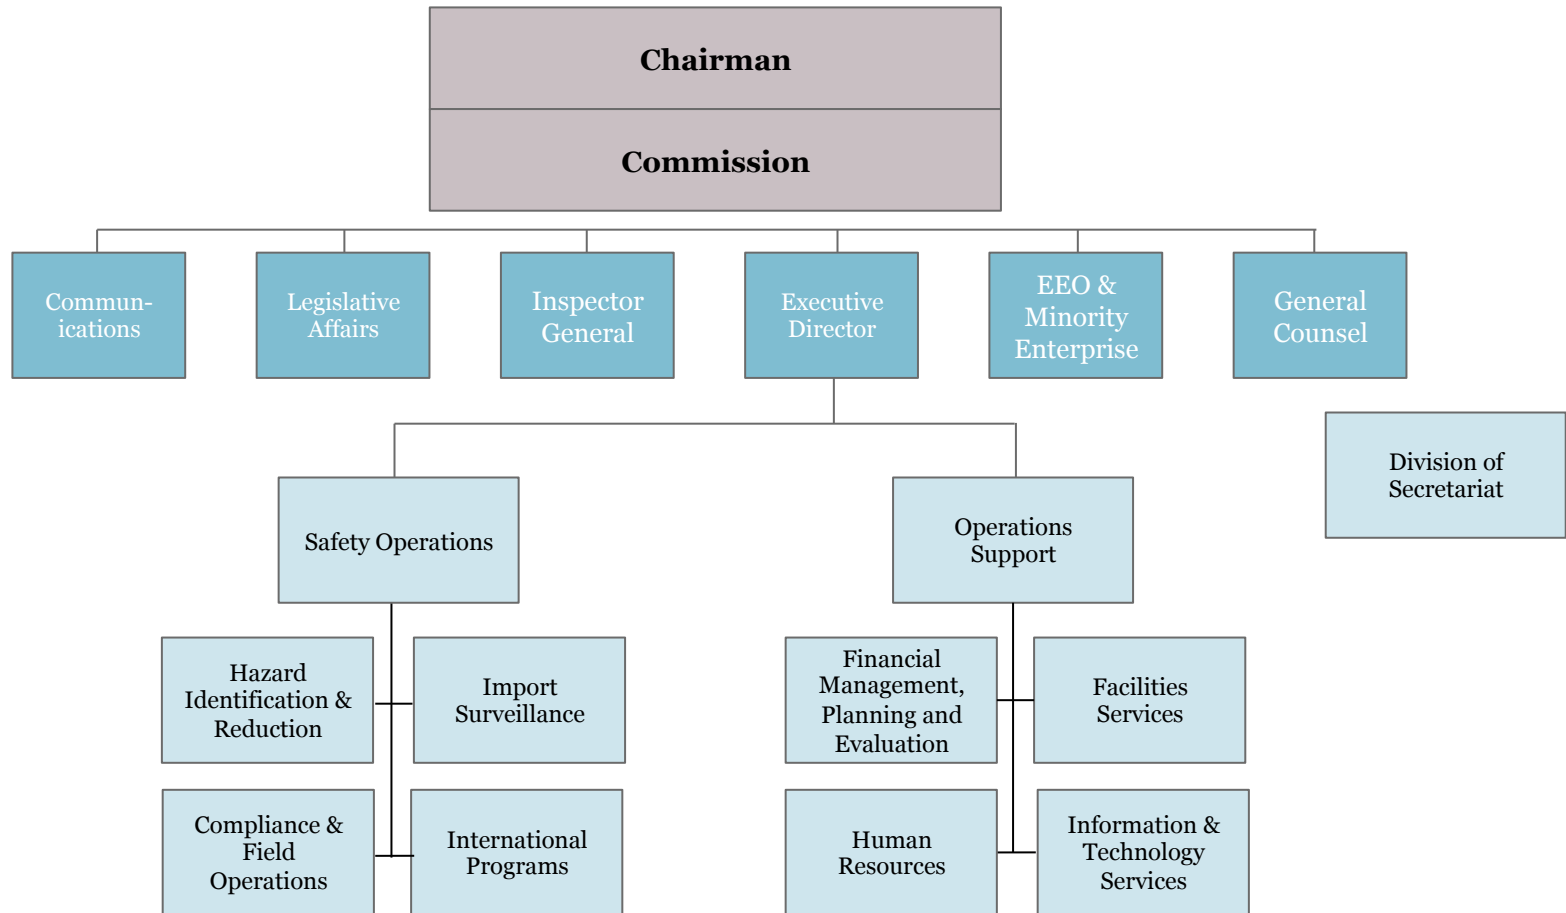 Chairman
Commission
Commun-
ications
Legislative
Affairs
Inspector
General
Executive
Director
EEO &
Minority
Enterprise
General
Counsel
Division of
Secretariat
Safety Operations
Operations
Support
Hazard
Identification &
Reduction
Import
Surveillance
Financial
Management,
Planning and
Evaluation
Facilities
Services
Compliance &
Field
Operations
International
Programs
Human
Resources
Information &
Technology
Services